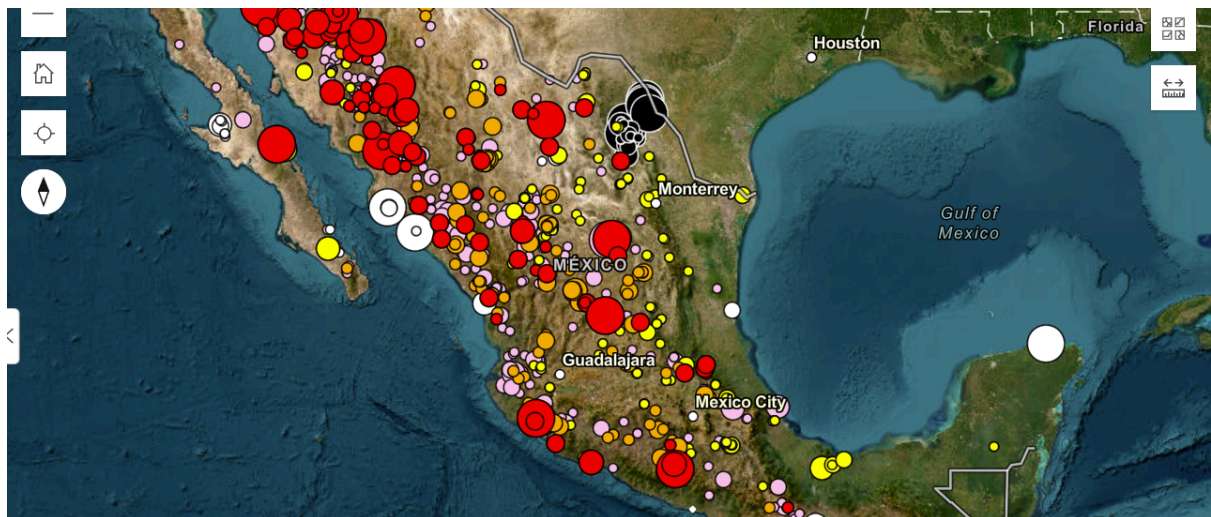 Florida
Houston
Monterrey
Gulf of
Mexico
MÉXICO
Guadalajara
Mexico City